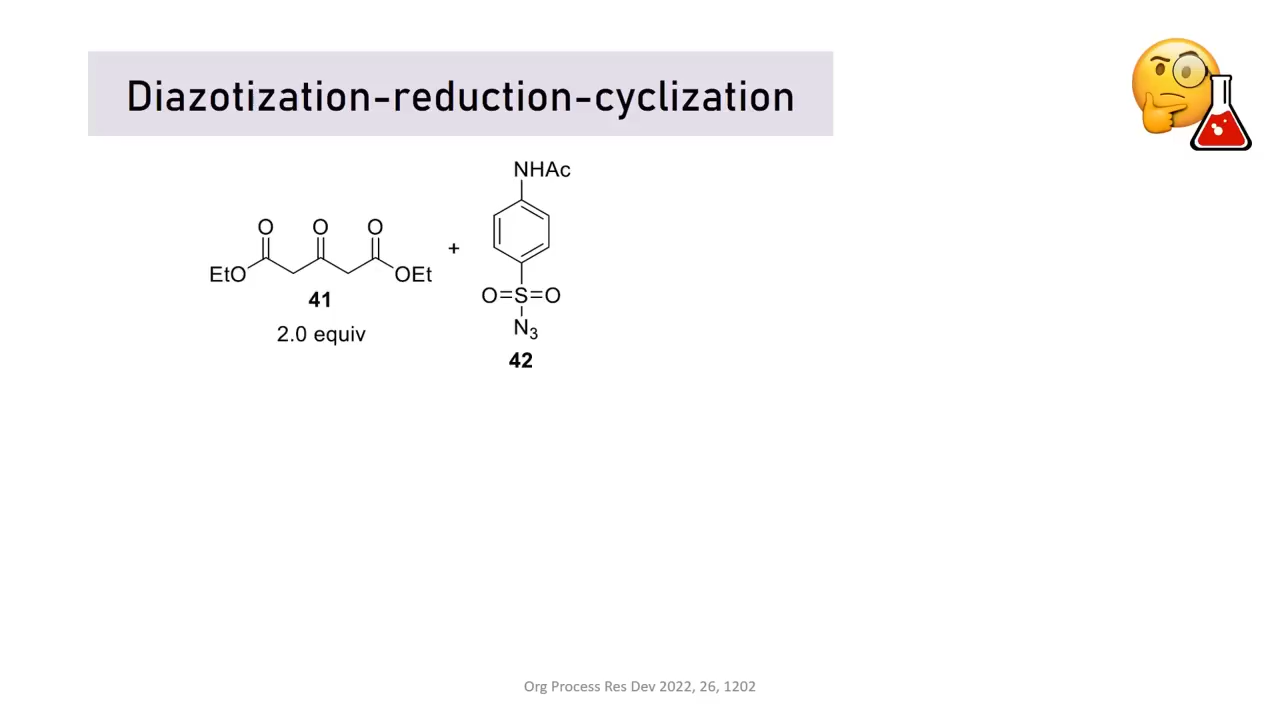 Diazotization-reduction-cyclization
NHAc
O O O
EtO OEt
+
O=S=O
N3
41
2.0 equiv
42
Org Process Res Dev 2022, 26, 1202